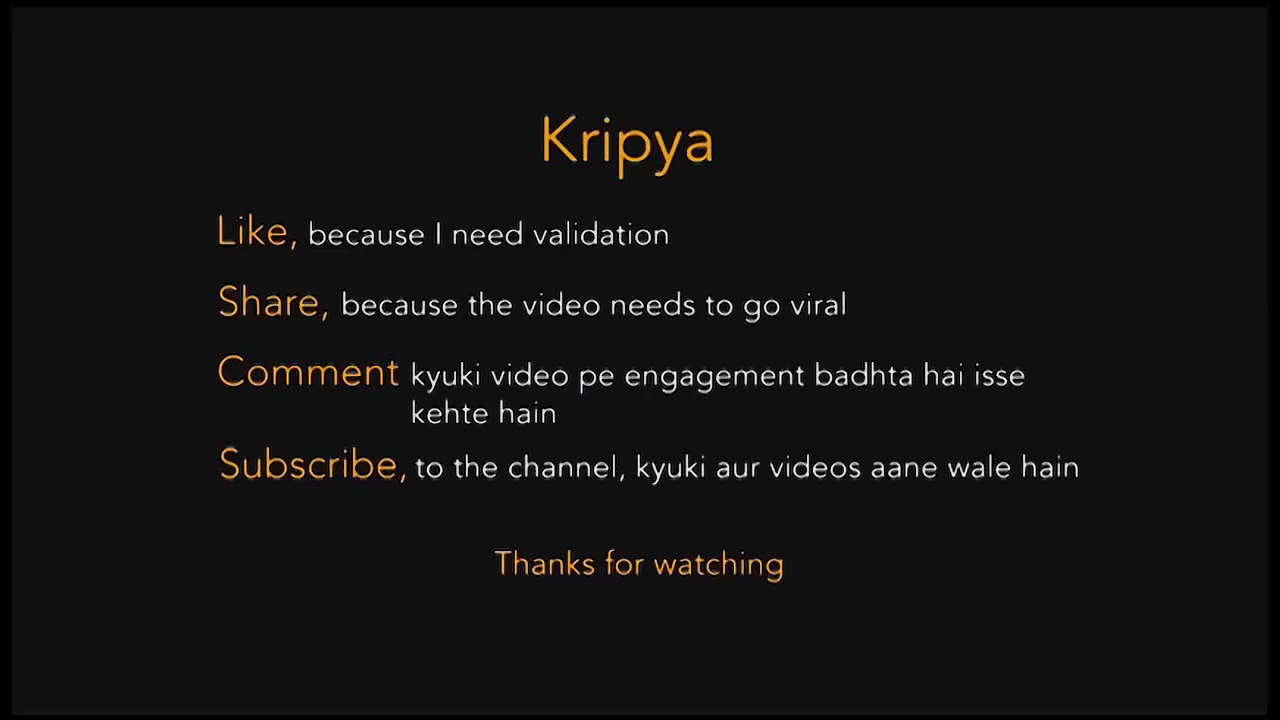 Kripya
Like, because I need validation
Share, because the video needs to go viral
Comment kyuki video pe engagement badhta hai isse
kehte hain
Subscribe, to the channel, kyuki aur videos aane wale hain
Thanks for watching